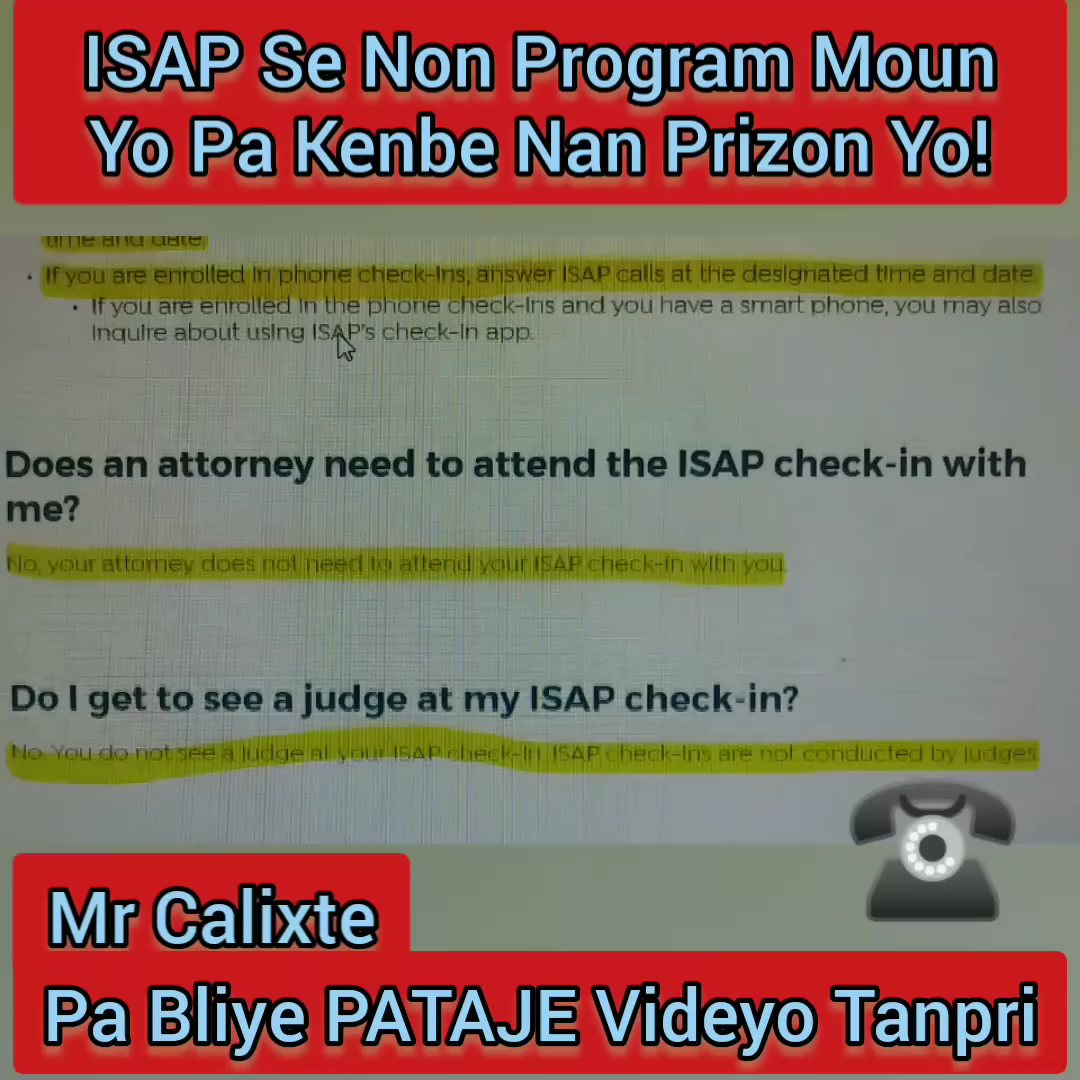 ISAP Se Non Program Moun
Yo Pa Kenbe Nan Prizon Yo!
time and date.
• If you are enrolled in phone check-ins, answer ISAP calls at the designated time and date.
• If you are enrolled in the phone check-ins and you have a smart phone, you may also
inquire about using ISAP's check-in app.
Does an attorney need to attend the ISAP check-in with
me?
No, your attorney does not need to attend your ISAP check-in with you.
Do I get to see a judge at my ISAP check-in?
No. You do not see a judge at your ISAP check-in. ISAP check-ins are not conducted by judges.
Mr Calixte
Pa Bliye PATAJE Videyo Tanpri